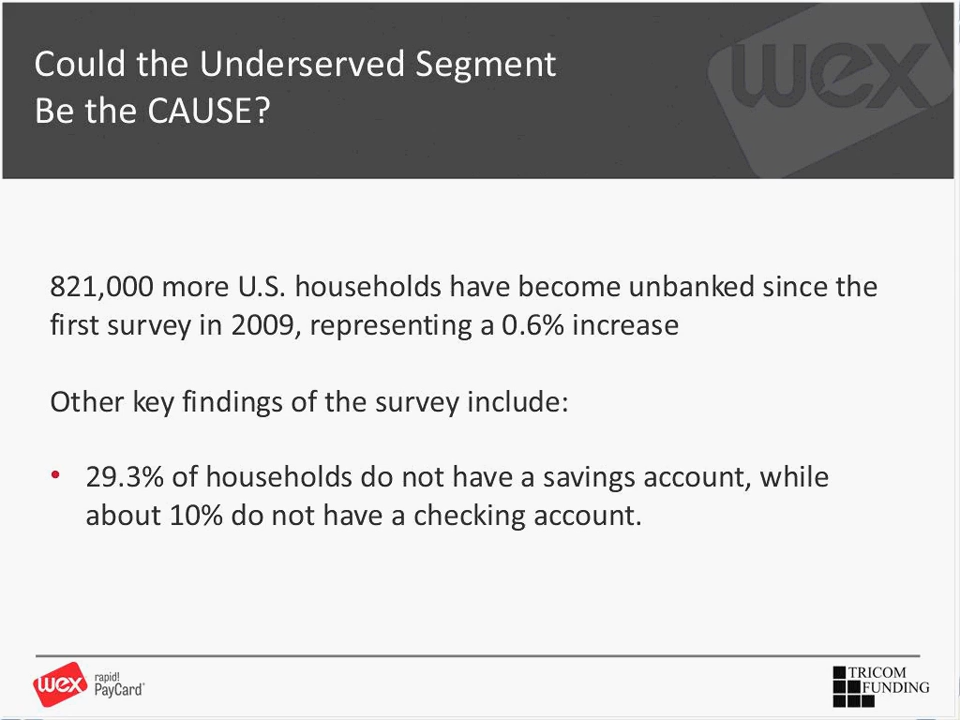 Could the Underserved Segment
Be the CAUSE?
wex
821,000 more U.S. households have become unbanked since the
first survey in 2009, representing a 0.6% increase
Other key findings of the survey include:
• 29.3% of households do not have a savings account, while
about 10% do not have a checking account.
wex
rapid!
PayCard®
TRICOM
FUNDING